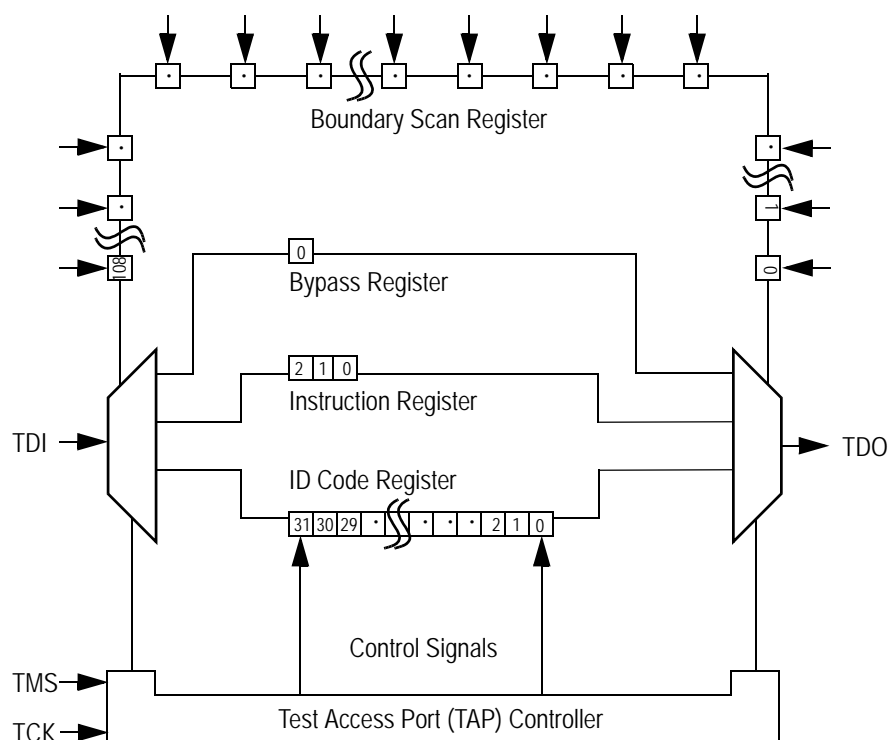 Boundary Scan Register
1
108
0
0
Bypass Register
2 1 0
Instruction Register
TDI
TDO
ID Code Register
31 30 29 · · · · 2 1 0
Control Signals
TMS
Test Access Port (TAP) Controller
TCK